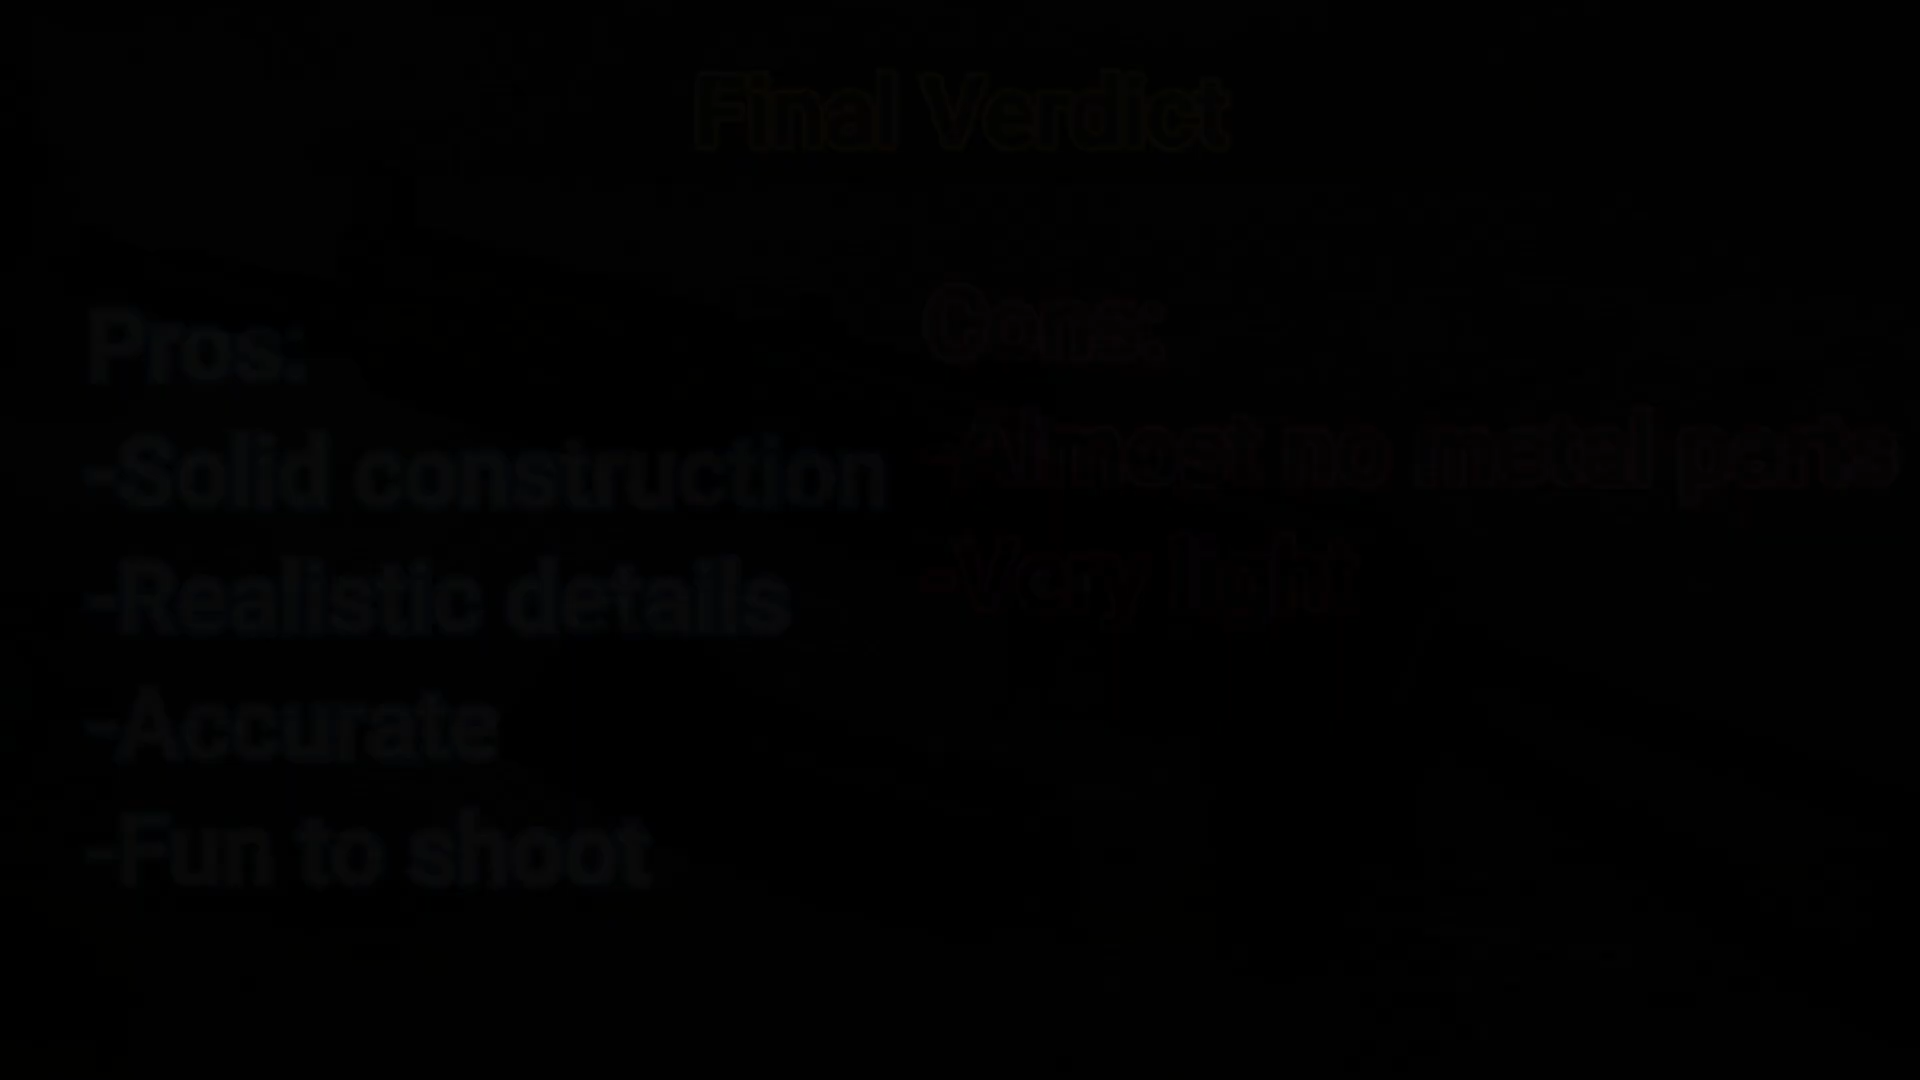 Final Verdict
Pros:
-Solid construction
-Realistic details
-Accurate
-Fun to shoot
Cons:
-Almost no metal parts
-Very light